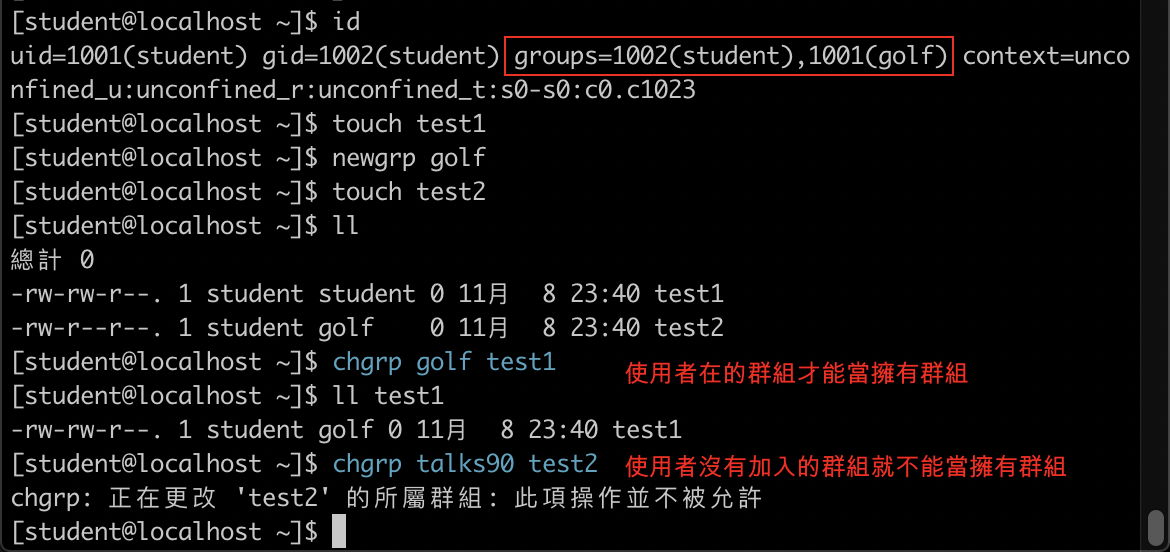 [student@localhost ~]$ id
uid=1001(student) gid=1002(student) groups=1002(student),1001(golf) context=unco
nfined_u:unconfined_r:unconfined_t:s0-s0:c0.c1023
[student@localhost ~]$ touch test1
[student@localhost ~]$ newgrp golf
[student@localhost ~]$ touch test2
[student@localhost ~]$ ll
總計 0
-rw-rw-r--. 1 student student 0 11月  8 23:40 test1
-rw-r--r--. 1 student golf    0 11月  8 23:40 test2
[student@localhost ~]$ chgrp golf test1 使用者在的群組才能當擁有群組
[student@localhost ~]$ ll test1
-rw-rw-r--. 1 student golf 0 11月  8 23:40 test1
[student@localhost ~]$ chgrp talks90 test2 使用者沒有加入的群組就不能當擁有群組
chgrp: 正在更改 'test2' 的所屬群組: 此項操作並不被允許
[student@localhost ~]$